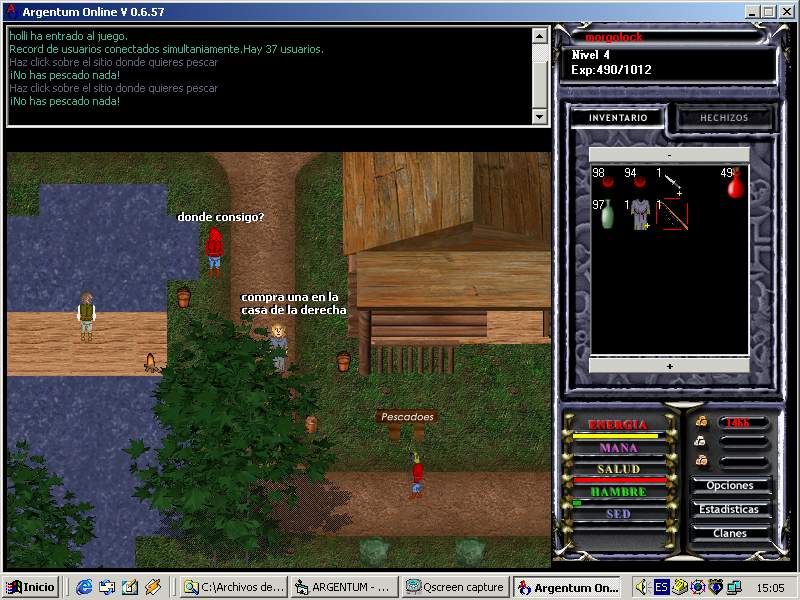 Argentum Online V 0.6.57
holli ha entrado al juego.
Record de usuarios conectados simultaniamente.Hay 37 usuarios.
Haz click sobre el sitio donde quieres pescar
¡No has pescado nada!
Haz click sobre el sitio donde quieres pescar
¡No has pescado nada!
morgolock
Nivel 4
Exp:490/1012
INVENTARIO
HECHIZOS
-
98 94 1 49
97 1 1
+
donde consigo?
compra una en la
casa de la derecha
Pescadoes
ENERGIA
MANA
SALUD
HAMBRE
SED
1466
Opciones
Estadísticas
Clanes
Inicio
C:\Archivos de...
ARGENTUM - ...
Qscreen capture
Argentum On...
ES
15:05